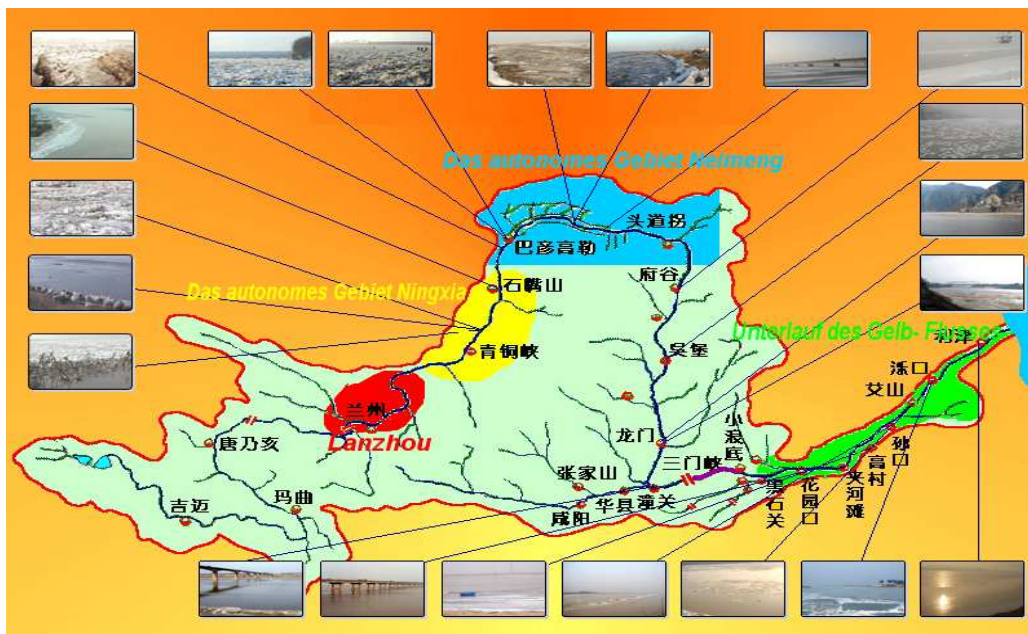 Das autonomes Gebiet Neimeng
头道拐
巴彦高勒
府谷
石嘴山
Das autonomes Gebiet Ningxia
Unterlauf des Gelb- Flusses
利津
青铜峡
吴堡
泺口
艾山
兰州
Lanzhou
唐乃亥
龙门
小浪底
孙口
高村
三门峡
张家山
夹河滩
花园口
黑石关
吉迈
玛曲
华县
潼关
咸阳